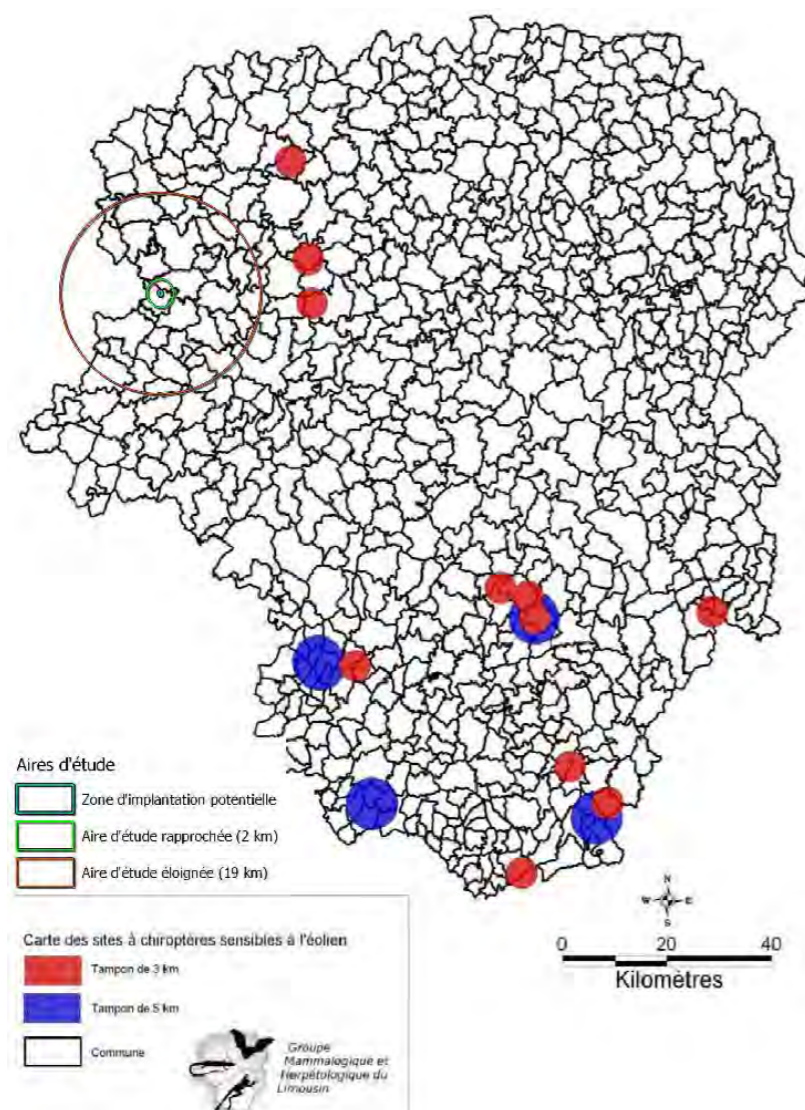 Aires d'étude
Zone d'implantation potentielle
Aire d'étude rapprochée (2 km)
Aire d'étude éloignée (19 km)
Carte des sites à chiroptères sensibles à l'éolien
Tampon de 3 km
Tampon de 5 km
Commune
Groupe
Mammalogique et
Herpétologique du
Limousin
N
W E
S
0 20 40
Kilomètres